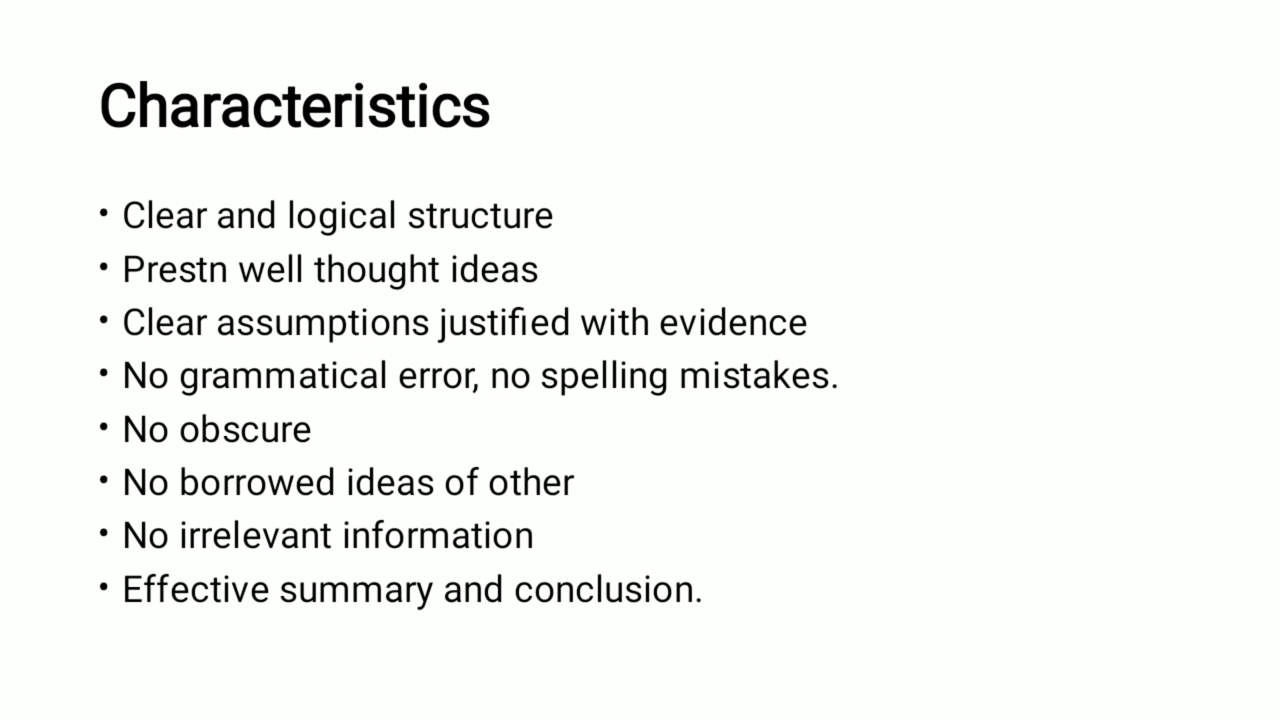 Characteristics
• Clear and logical structure
• Prestn well thought ideas
• Clear assumptions justified with evidence
• No grammatical error, no spelling mistakes.
• No obscure
• No borrowed ideas of other
• No irrelevant information
• Effective summary and conclusion.